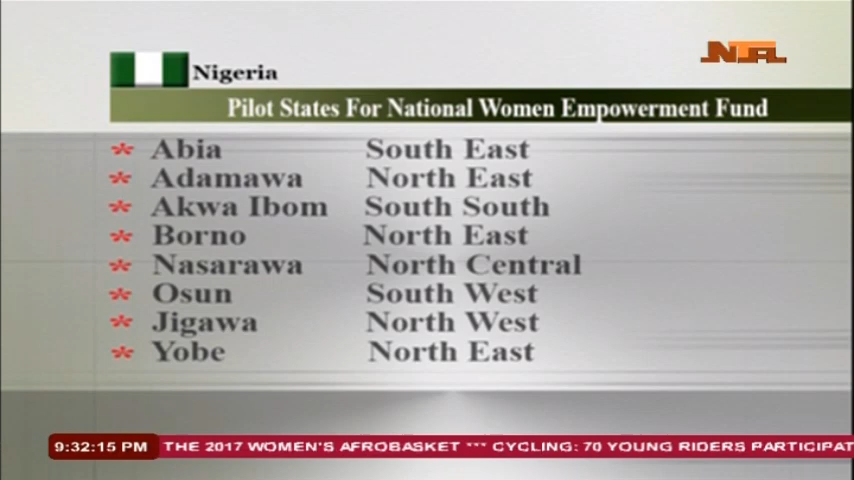 NTA
Nigeria
Pilot States For National Women Empowerment Fund
* Abia South East
* Adamawa North East
* Akwa Ibom South South
* Borno North East
* Nasarawa North Central
* Osun South West
* Jigawa North West
* Yobe North East
9:32:15 PM THE 2017 WOMEN'S AFROBASKET *** CYCLING: 70 YOUNG RIDERS PARTICIPAT